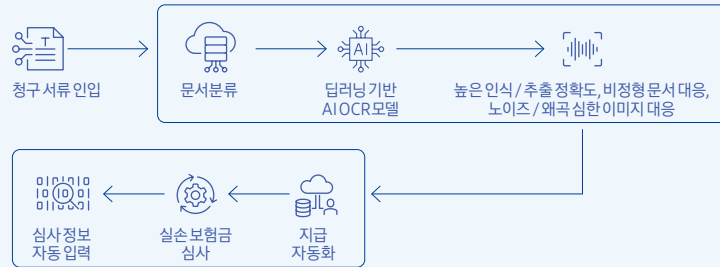 청구 서류 인입
문서분류
딥러닝 기반
AI OCR 모델
높은 인식 / 추출 정확도, 비정형 문서 대응,
노이즈 / 왜곡 심한 이미지 대응
T
AI
심사 정보
자동 입력
실손 보험금
심사
지급
자동화